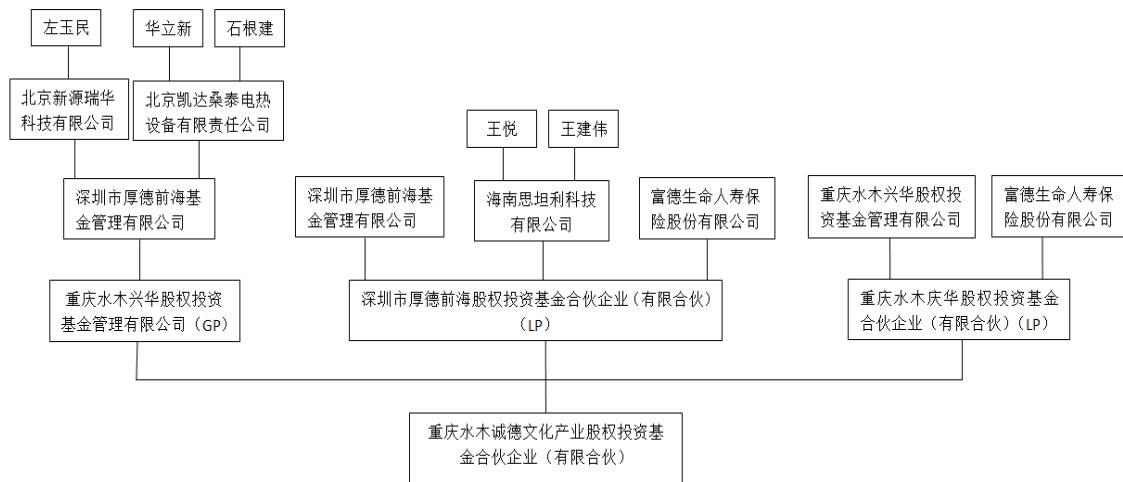 左玉民
华立新
石根建
北京新源瑞华
科技有限公司
北京凯达桑泰电热
设备有限责任公司
王悦
王建伟
深圳市厚德前海基
金管理有限公司
深圳市厚德前海基
金管理有限公司
海南思坦利科技
有限公司
富德生命人寿保
险股份有限公司
重庆水木兴华股权投
资基金管理有限公司
富德生命人寿保
险股份有限公司
重庆水木兴华股权投资
基金管理有限公司（GP）
深圳市厚德前海股权投资基金合伙企业（有限合伙）
（LP）
重庆水木庆华股权投资基金
合伙企业（有限合伙）（LP）
重庆水木诚德文化产业股权投资基
金合伙企业（有限合伙）